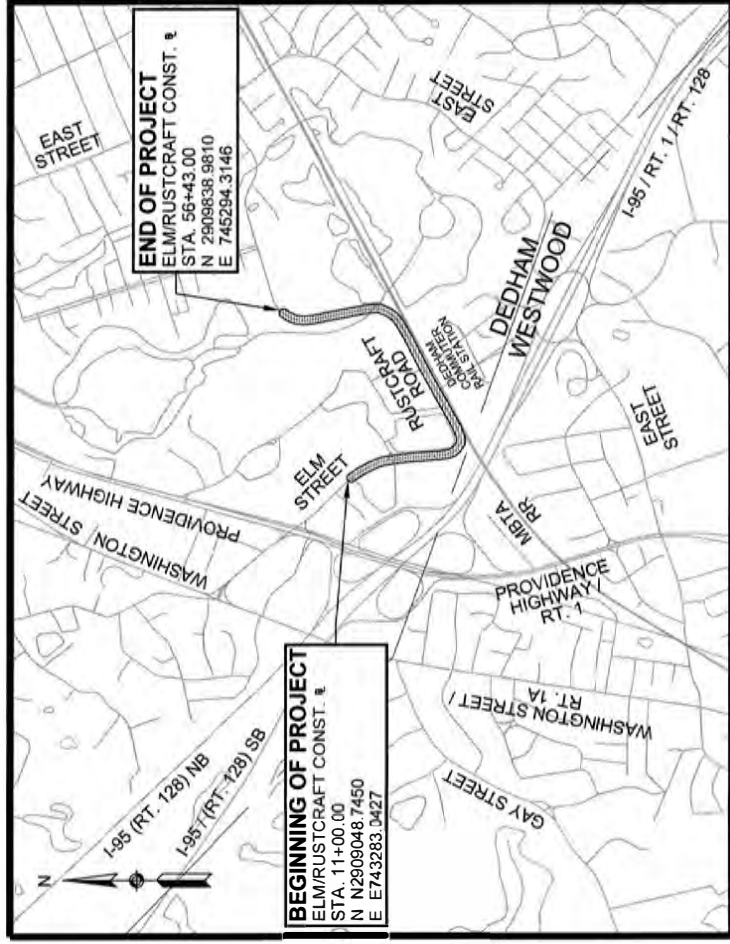 EAST
STREET
END OF PROJECT
ELM/RUSTCRAFT CONST. ℄
STA. 56+43.00
N 2909838.9810
E 745294.3146
EAST
STREET
I-95 / RT. 1 / RT. 128
DEDHAM
WESTWOOD
DEDHAM
COMMUTER
RAIL STATION
RUSTCRAFT
ROAD
ELM
STREET
PROVIDENCE HIGHWAY
WASHINGTON STREET
EAST
STREET
MBTA
RR
PROVIDENCE
HIGHWAY/
RT. 1
WASHINGTON STREET /
RT. 1A
GAY STREET
BEGINNING OF PROJECT
ELM/RUSTCRAFT CONST. ℄
STA. 11+00.00
N N2909048.7450
E E743283.0427
I-95 (RT. 128) NB
I-95 / (RT. 128) SB
N